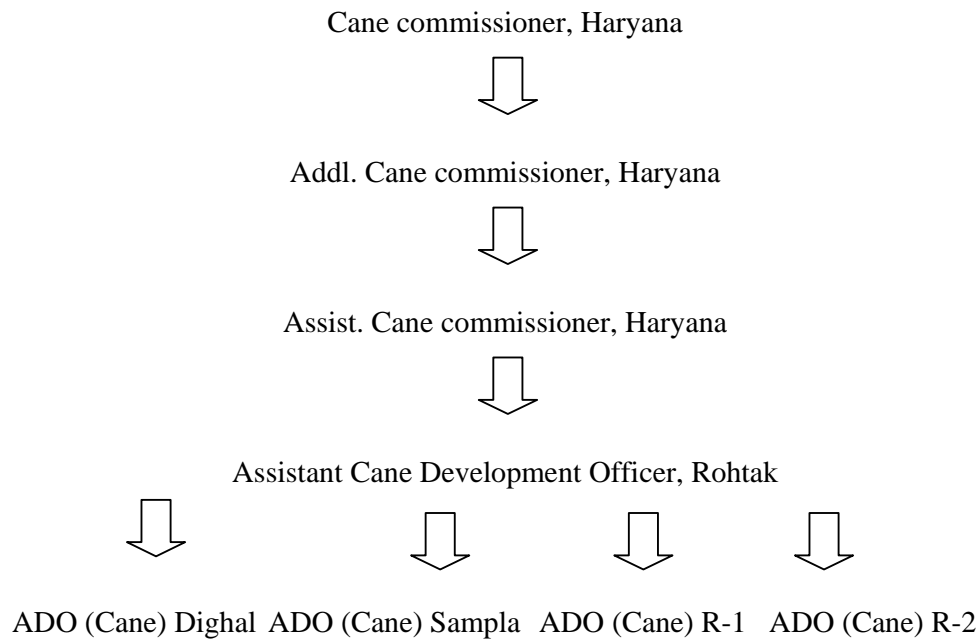 Cane commissioner, Haryana
Addl. Cane commissioner, Haryana
Assist. Cane commissioner, Haryana
Assistant Cane Development Officer, Rohtak
ADO (Cane) Dighal ADO (Cane) Sampla ADO (Cane) R-1 ADO (Cane) R-2